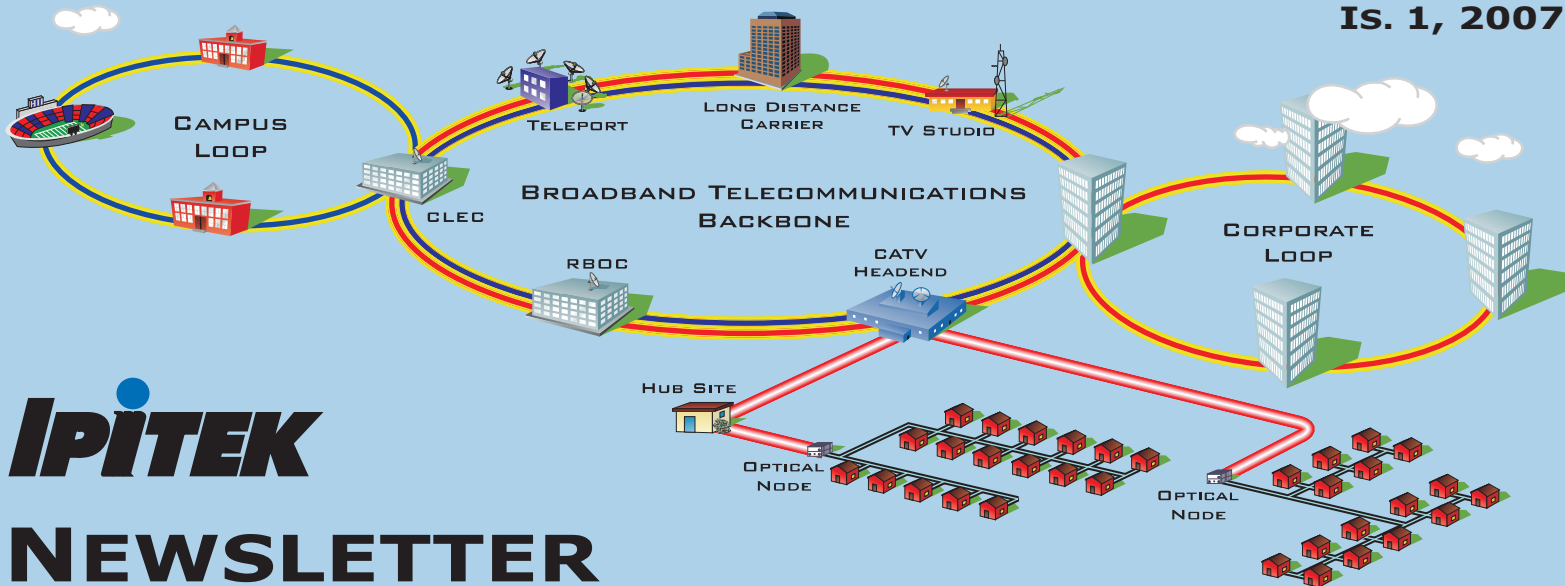 Is. 1, 2007
Campus
Loop
Teleport
Long Distance
Carrier
TV Studio
CLEC
Broadband Telecommunications
Backbone
Corporate
Loop
RBOC
CATV
Headend
Hub Site
Optical
Node
Optical
Node
IPITEK
Newsletter